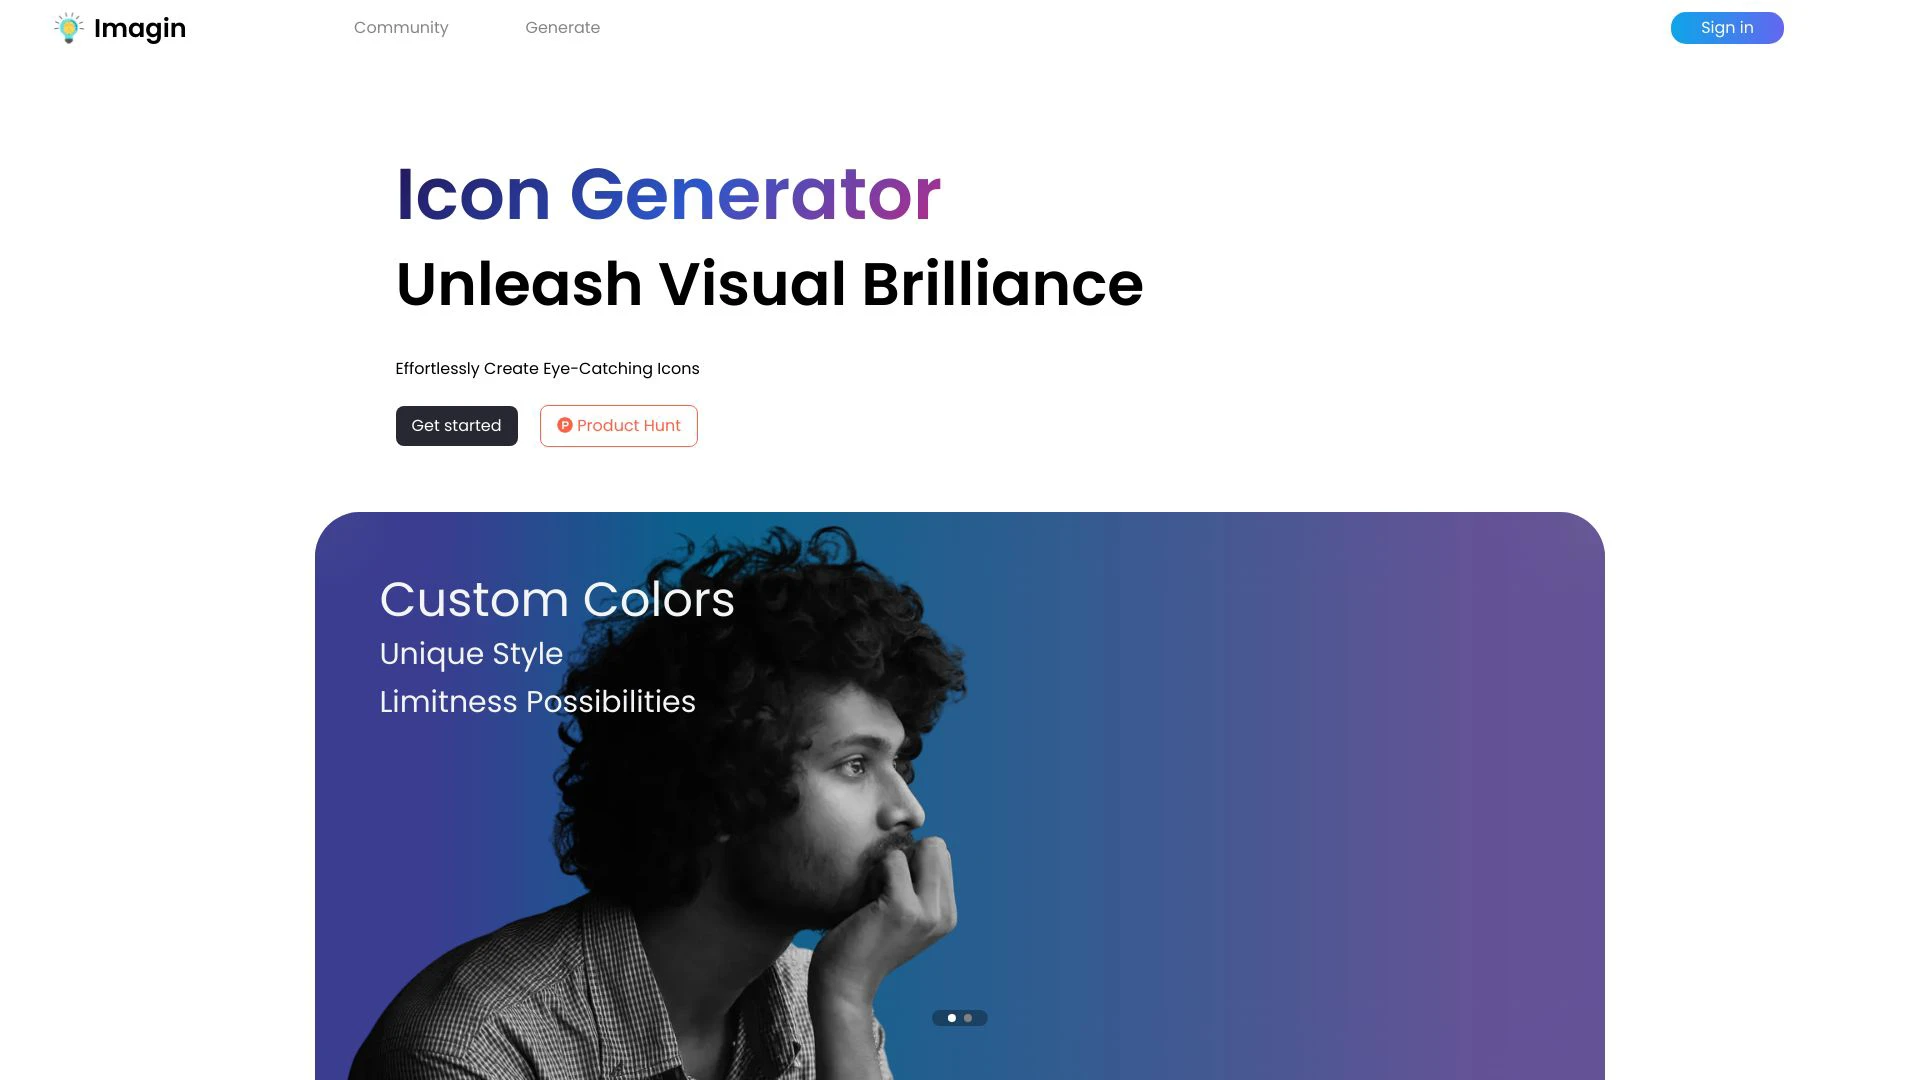 Imagin
Community
Generate
Sign in
Icon Generator
Unleash Visual Brilliance
Effortlessly Create Eye-Catching Icons
Get started
P Product Hunt
Custom Colors
Unique Style
Limitness Possibilities